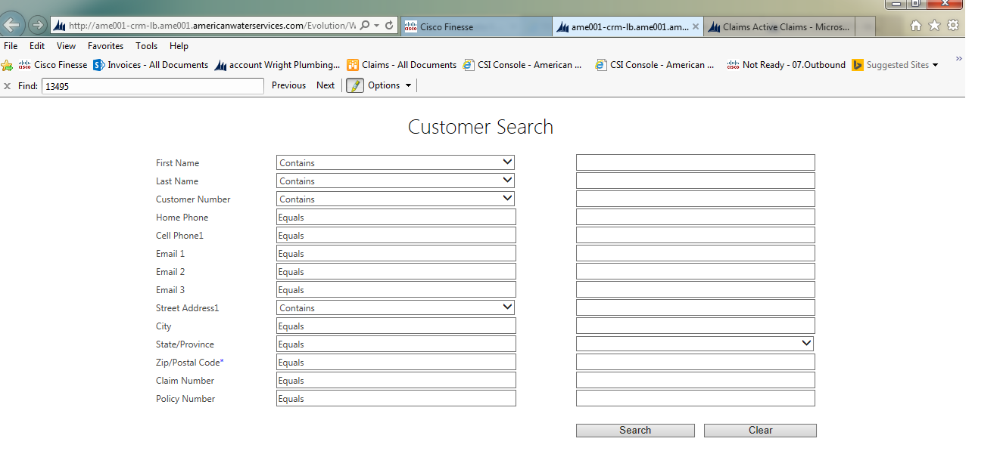 http://ame001-crm-lb.ame001.americanwaterservices.com/Evolution/W
Cisco Finesse
ame001-crm-lb.ame001.am...
Claims Active Claims - Micros...
File Edit View Favorites Tools Help
Cisco Finesse Invoices - All Documents account Wright Plumbing... Claims - All Documents CSI Console - American ... CSI Console - American ... Not Ready - 07.Outbound Suggested Sites
Find: 13495 Previous Next Options
Customer Search
First Name Contains
Last Name Contains
Customer Number Contains
Home Phone Equals
Cell Phone1 Equals
Email 1 Equals
Email 2 Equals
Email 3 Equals
Street Address1 Contains
City Equals
State/Province Equals
Zip/Postal Code* Equals
Claim Number Equals
Policy Number Equals
Search Clear